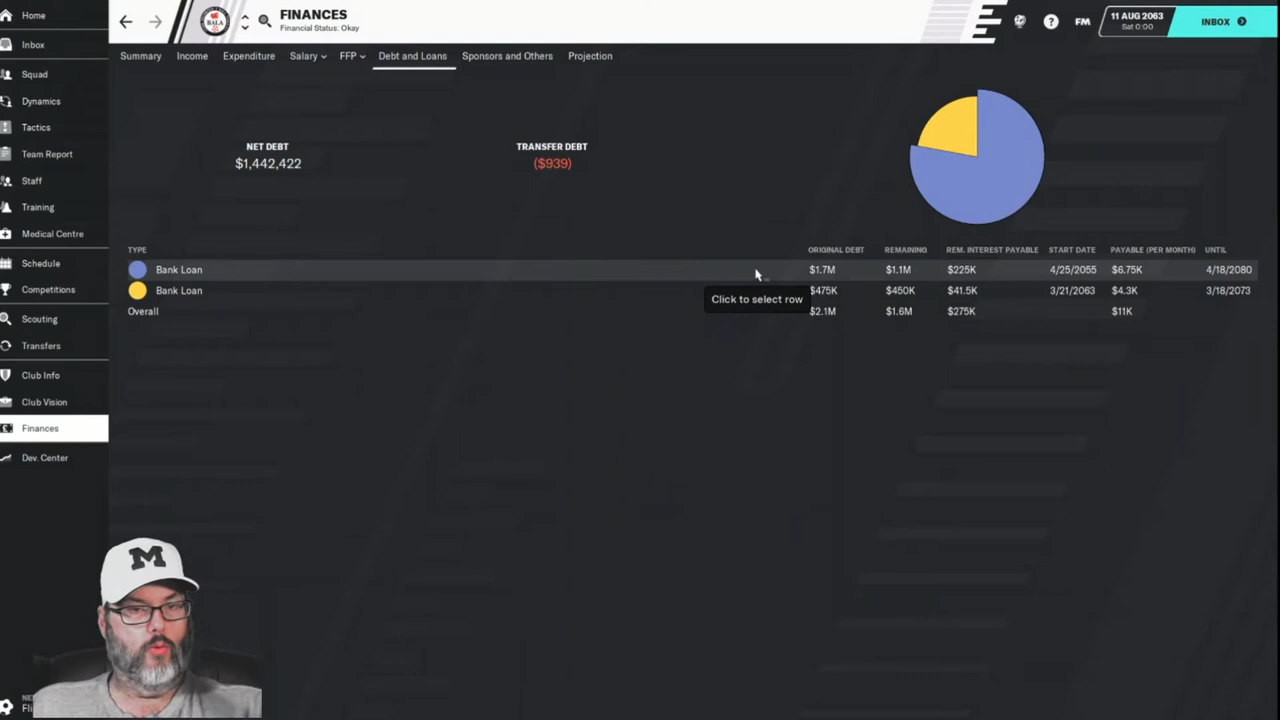 Home
FINANCES
Financial Status: Okay
BALA
FM
11 AUG 2063
Sat 0:00
INBOX
Inbox
Summary
Income
Expenditure
Salary
FFP
Debt and Loans
Sponsors and Others
Projection
Squad
Dynamics
Tactics
Team Report
Staff
Training
Medical Centre
Schedule
Competitions
Scouting
Transfers
Club Info
Club Vision
Finances
Dev. Center
NET DEBT
$1,442,422
TRANSFER DEBT
($939)
TYPE ORIGINAL DEBT REMAINING REM. INTEREST PAYABLE START DATE PAYABLE (PER MONTH) UNTIL
Bank Loan $1.7M $1.1M $225K 4/25/2055 $6.75K 4/18/2080
Bank Loan $475K $450K $41.5K 3/21/2063 $4.3K 3/18/2073
Overall $2.1M $1.6M $275K $11K
Click to select row
M